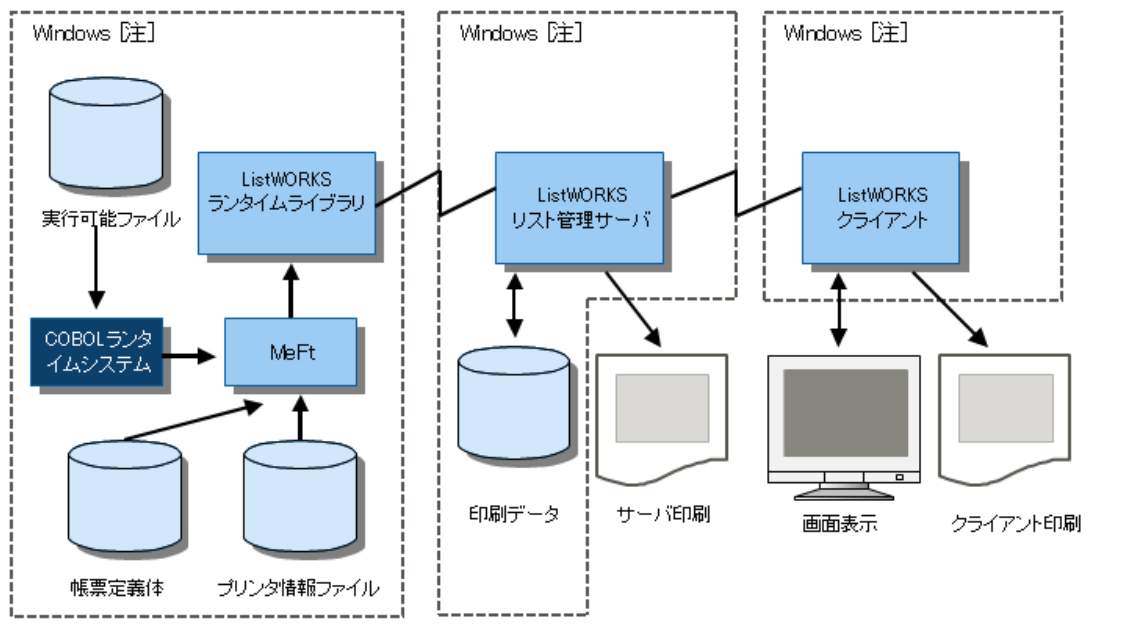 Windows [注]
実行可能ファイル
ListWORKS
ランタイムライブラリ
COBOLランタ
イムシステム
MeFt
帳票定義体
プリンタ情報ファイル
Windows [注]
ListWORKS
リスト管理サーバ
印刷データ
サーバ印刷
Windows [注]
ListWORKS
クライアント
画面表示
クライアント印刷